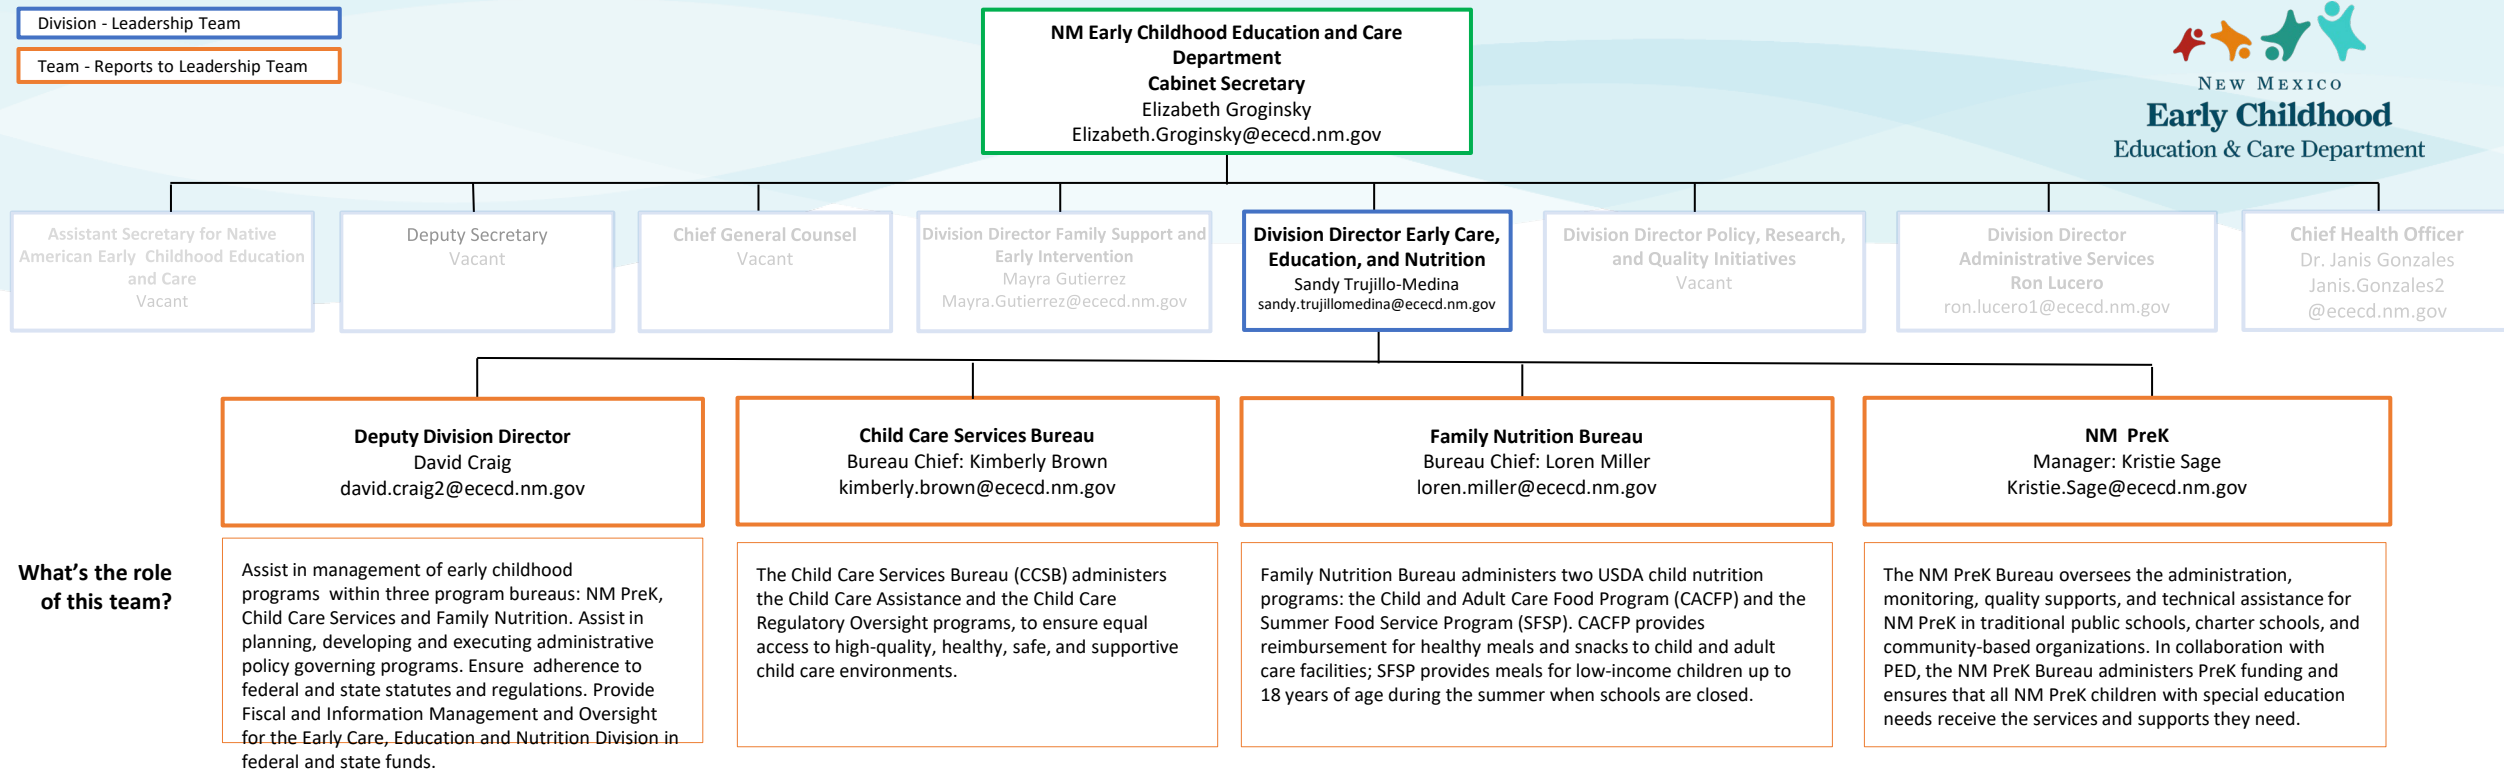 Division - Leadership Team
Team - Reports to Leadership Team
NM Early Childhood Education and Care
Department
Cabinet Secretary
Elizabeth Groginsky
Elizabeth.Groginsky@ececd.nm.gov
NEW MEXICO
Early Childhood
Education & Care Department
Assistant Secretary for Native
American Early Childhood Education
and Care
Vacant
Deputy Secretary
Vacant
Chief General Counsel
Vacant
Division Director Family Support and
Early Intervention
Mayra Gutierrez
Mayra.Gutierrez@ececd.nm.gov
Division Director Early Care,
Education, and Nutrition
Sandy Trujillo-Medina
sandy.trujillomedina@ececd.nm.gov
Division Director Policy, Research,
and Quality Initiatives
Vacant
Division Director
Administrative Services
Ron Lucero
ron.lucero1@ececd.nm.gov
Chief Health Officer
Dr. Janis Gonzales
Janis.Gonzales2
@ececd.nm.gov
Deputy Division Director
David Craig
david.craig2@ececd.nm.gov
Child Care Services Bureau
Bureau Chief: Kimberly Brown
kimberly.brown@ececd.nm.gov
Family Nutrition Bureau
Bureau Chief: Loren Miller
loren.miller@ececd.nm.gov
NM PreK
Manager: Kristie Sage
Kristie.Sage@ececd.nm.gov
What's the role
of this team?
Assist in management of early childhood
programs within three program bureaus: NM PreK,
Child Care Services and Family Nutrition. Assist in
planning, developing and executing administrative
policy governing programs. Ensure adherence to
federal and state statutes and regulations. Provide
Fiscal and Information Management and Oversight
for the Early Care, Education and Nutrition Division in
federal and state funds.
The Child Care Services Bureau (CCSB) administers
the Child Care Assistance and the Child Care
Regulatory Oversight programs, to ensure equal
access to high-quality, healthy, safe, and supportive
child care environments.
Family Nutrition Bureau administers two USDA child nutrition
programs: the Child and Adult Care Food Program (CACFP) and the
Summer Food Service Program (SFSP). CACFP provides
reimbursement for healthy meals and snacks to child and adult
care facilities; SFSP provides meals for low-income children up to
18 years of age during the summer when schools are closed.
The NM PreK Bureau oversees the administration,
monitoring, quality supports, and technical assistance for
NM PreK in traditional public schools, charter schools, and
community-based organizations. In collaboration with
PED, the NM PreK Bureau administers PreK funding and
ensures that all NM PreK children with special education
needs receive the services and supports they need.